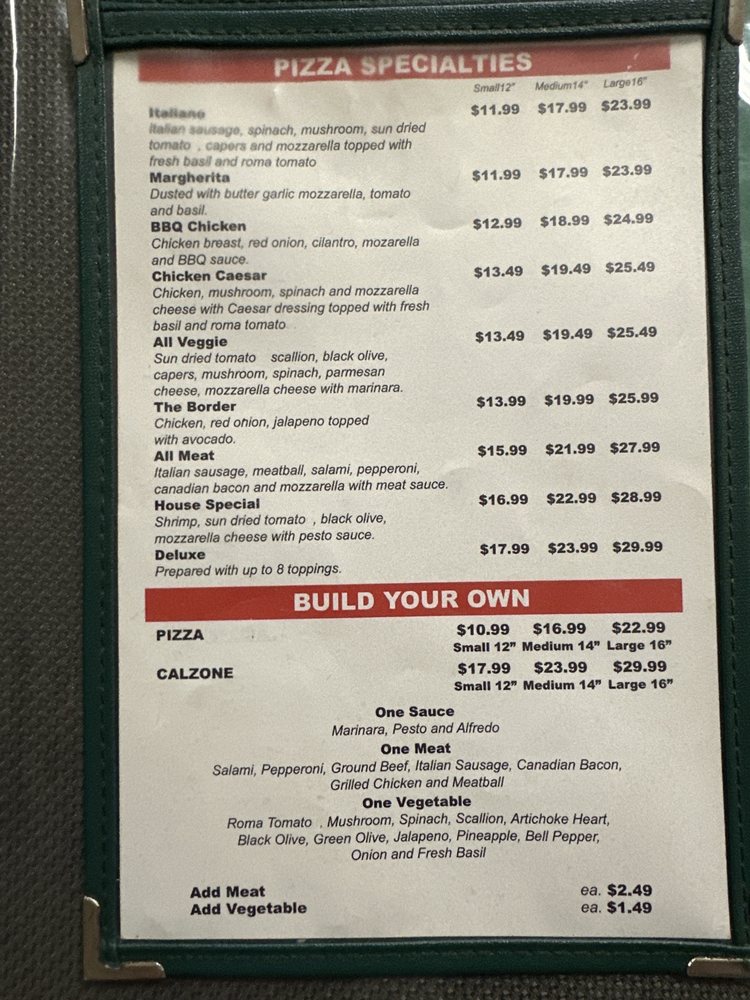 PIZZA SPECIALTIES
Small12" Medium14" Large16"
Italiano $11.99 $17.99 $23.99
Italian sausage, spinach, mushroom, sun dried
tomato , capers and mozzarella topped with
fresh basil and roma tomato
Margherita $11.99 $17.99 $23.99
Dusted with butter garlic mozzarella, tomato
and basil.
BBQ Chicken $12.99 $18.99 $24.99
Chicken breast, red onion, cilantro, mozarella
and BBQ sauce.
Chicken Caesar $13.49 $19.49 $25.49
Chicken, mushroom, spinach and mozzarella
cheese with Caesar dressing topped with fresh
basil and roma tomato
All Veggie $13.49 $19.49 $25.49
Sun dried tomato scallion, black olive,
capers, mushroom, spinach, parmesan
cheese, mozzarella cheese with marinara.
The Border $13.99 $19.99 $25.99
Chicken, red onion, jalapeno topped
with avocado.
All Meat $15.99 $21.99 $27.99
Italian sausage, meatball, salami, pepperoni,
canadian bacon and mozzarella with meat sauce.
House Special $16.99 $22.99 $28.99
Shrimp, sun dried tomato , black olive,
mozzarella cheese with pesto sauce.
Deluxe $17.99 $23.99 $29.99
Prepared with up to 8 toppings.
BUILD YOUR OWN
PIZZA $10.99 $16.99 $22.99
Small 12" Medium 14" Large 16"
CALZONE $17.99 $23.99 $29.99
Small 12" Medium 14" Large 16"
One Sauce
Marinara, Pesto and Alfredo
One Meat
Salami, Pepperoni, Ground Beef, Italian Sausage, Canadian Bacon,
Grilled Chicken and Meatball
One Vegetable
Roma Tomato , Mushroom, Spinach, Scallion, Artichoke Heart,
Black Olive, Green Olive, Jalapeno, Pineapple, Bell Pepper,
Onion and Fresh Basil
Add Meat ea. $2.49
Add Vegetable ea. $1.49